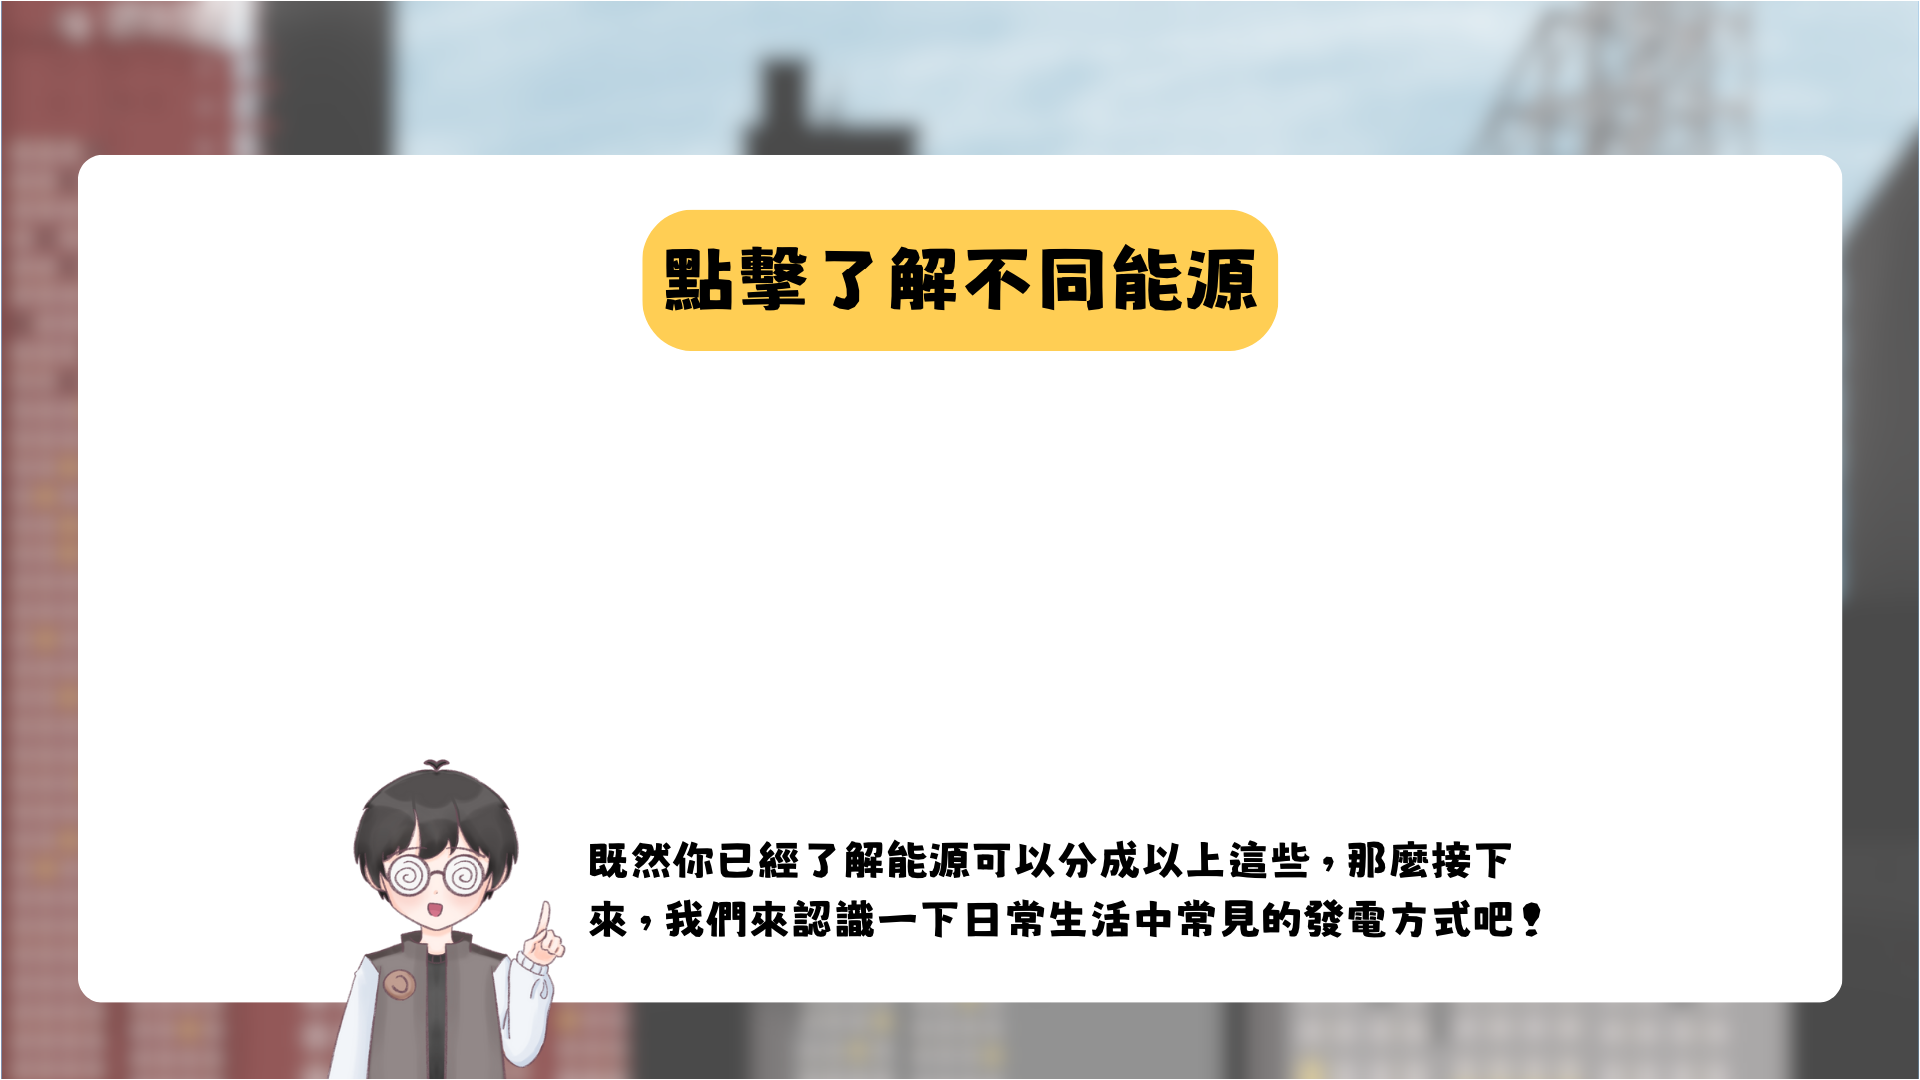 點擊了解不同能源
既然你已經了解能源可以分成以上這些，那麼接下
來，我們來認識一下日常生活中常見的發電方式吧！